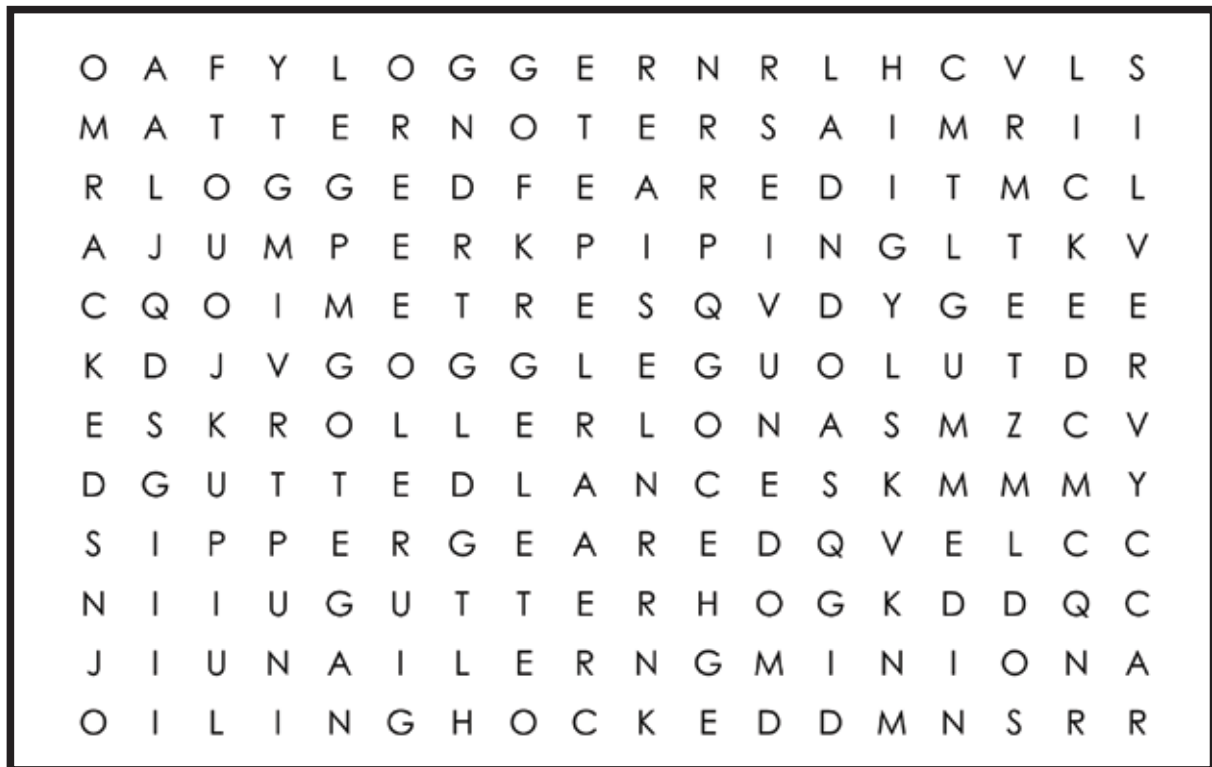 O A F Y L O G G E R N R L H C V L S
M A T T E R N O T E R S A I M R I I
R L O G G E D F E A R E D I T M C L
A J U M P E R K P I P I N G L T K V
C Q O I M E T R E S Q V D Y G E E E
K D J V G O G G L E G U O L U T D R
E S K R O L L E R L O N A S M Z C V
D G U T T E D L A N C E S K M M M Y
S I P P E R G E A R E D Q V E L C C
N I I U G U T T E R H O G K D D Q C
J I U N A I L E R N G M I N I O N A
O I L I N G H O C K E D D M N S R R